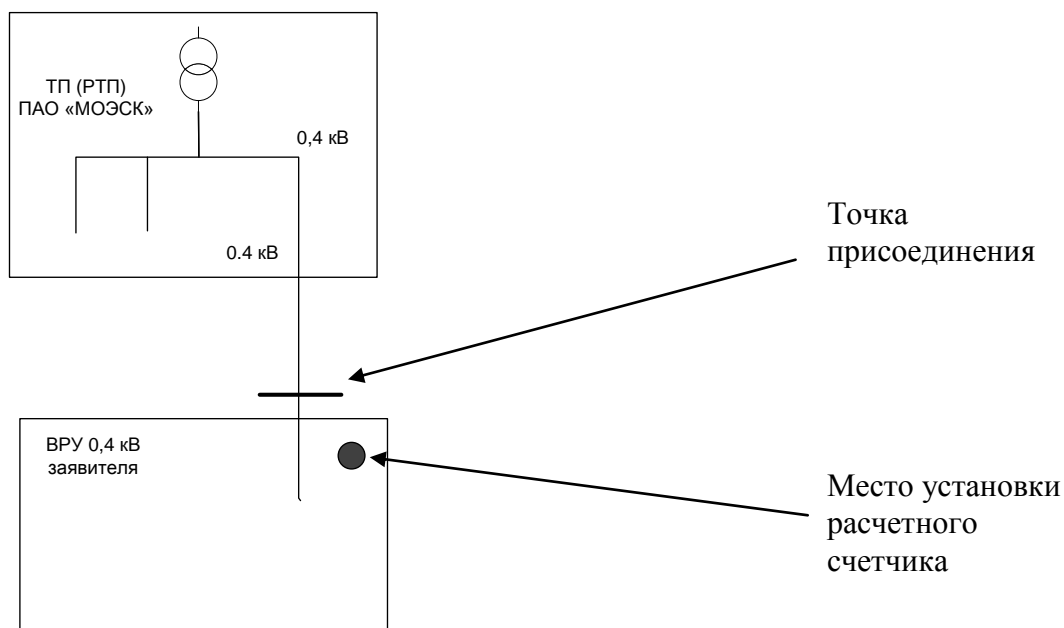 ТП (РТП)
ПАО «МОЭСК»
0,4 кВ
0.4 кВ
Точка
присоединения
ВРУ 0,4 кВ
заявителя
Место установки
расчетного
счетчика